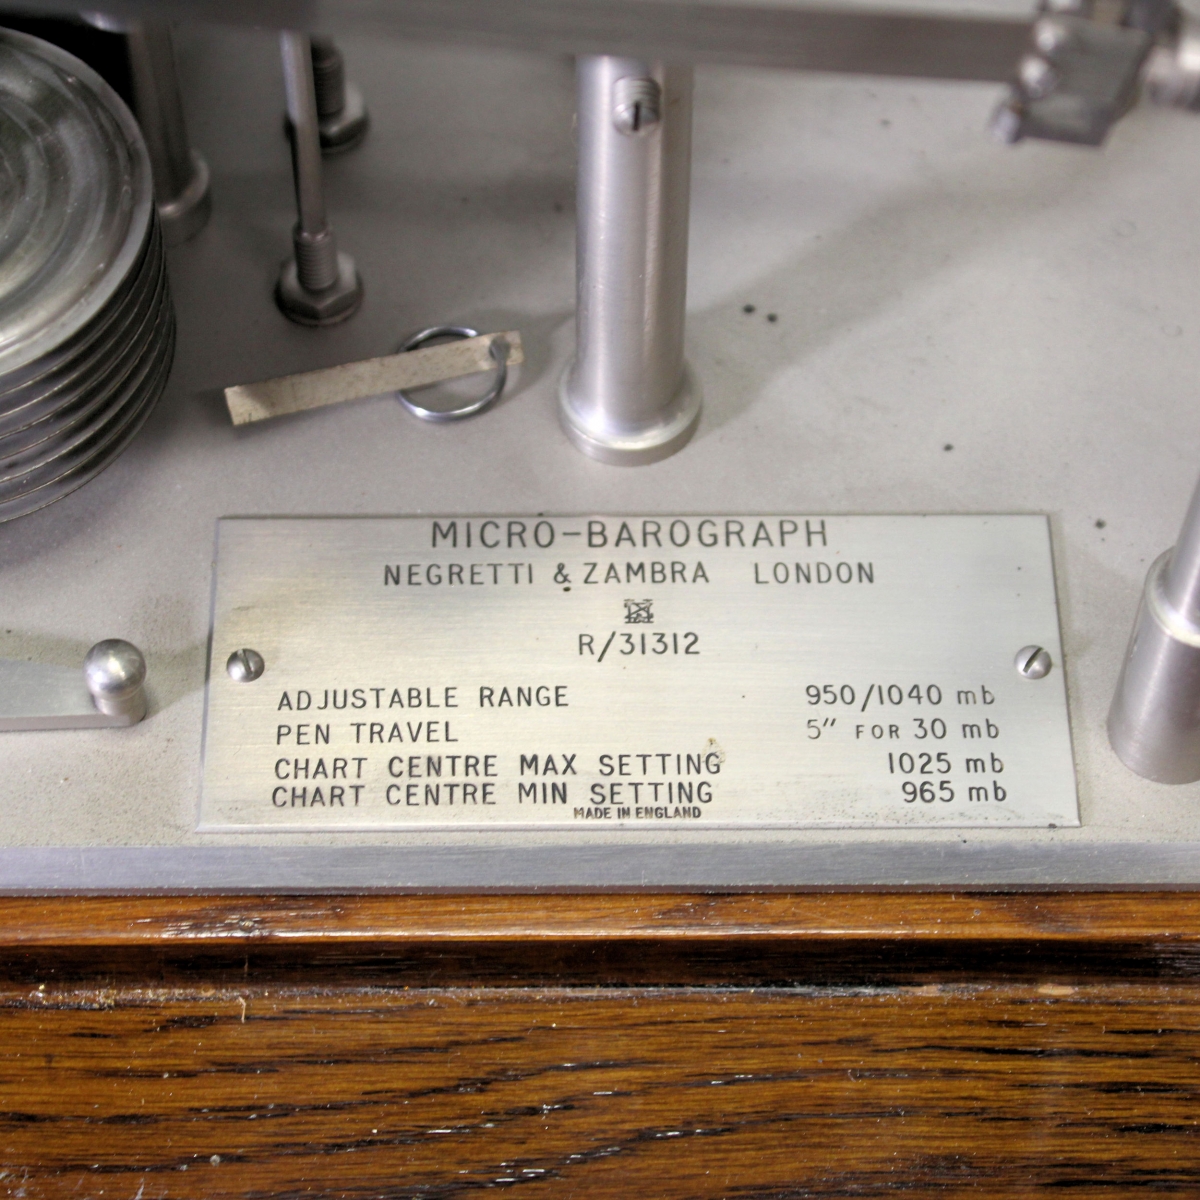 MICRO-BAROGRAPH
NEGRETTI & ZAMBRA LONDON
R/31312
ADJUSTABLE RANGE 950/1040 mb
PEN TRAVEL 5" FOR 30 mb
CHART CENTRE MAX SETTING 1025 mb
CHART CENTRE MIN SETTING 965 mb
MADE IN ENGLAND